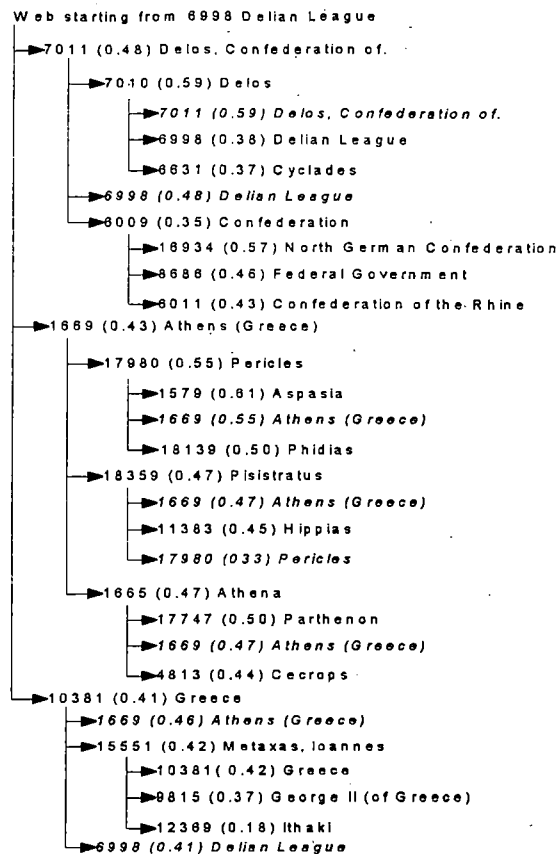 Web starting from 6998 Delian League
7011 (0.48) Delos, Confederation of.
7010 (0.59) Delos
7011 (0.59) Delos, Confederation of.
6998 (0.38) Delian League
6631 (0.37) Cyclades
6998 (0.48) Delian League
6009 (0.35) Confederation
16934 (0.57) North German Confederation
8686 (0.46) Federal Government
6011 (0.43) Confederation of the Rhine
1669 (0.43) Athens (Greece)
17980 (0.55) Pericles
1579 (0.61) Aspasia
1669 (0.55) Athens (Greece)
18139 (0.50) Phidias
18359 (0.47) Pisistratus
1669 (0.47) Athens (Greece)
11383 (0.45) Hippias
17980 (033) Pericles
1665 (0.47) Athena
17747 (0.50) Parthenon
1669 (0.47) Athens (Greece)
4813 (0.44) Cecrops
10381 (0.41) Greece
1669 (0.46) Athens (Greece)
15551 (0.42) Metaxas, Ioannes
10381( 0.42) Greece
9815 (0.37) George II (of Greece)
12369 (0.18) Ithaki
6998 (0.41) Delian League